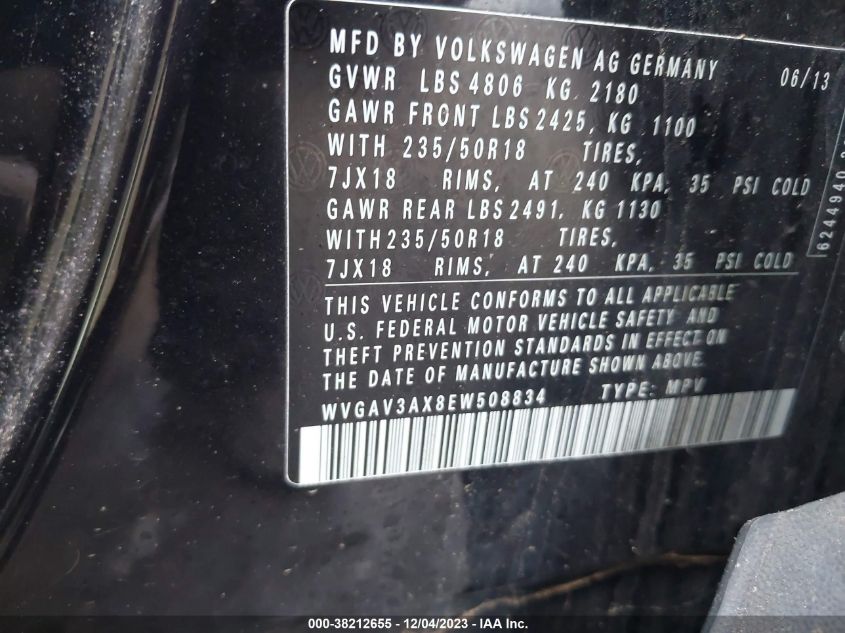 MFD BY VOLKSWAGEN AG GERMANY 06/13
GVWR LBS 4806 KG 2180
GAWR FRONT LBS 2425, KG 1100
WITH 235/50R18 TIRES,
7JX18 RIMS, AT 240 KPA, 35 PSI COLD
GAWR REAR LBS 2491, KG 1130
WITH 235/50R18 TIRES,
7JX18 RIMS, AT 240 KPA, 35 PSI COLD
THIS VEHICLE CONFORMS TO ALL APPLICABLE
U.S. FEDERAL MOTOR VEHICLE SAFETY AND
THEFT PREVENTION STANDARDS IN EFFECT ON
THE DATE OF MANUFACTURE SHOWN ABOVE.
WVGAV3AX8EW508834 TYPE: MPV
6244940
000-38212655 - 12/04/2023 - IAA Inc.